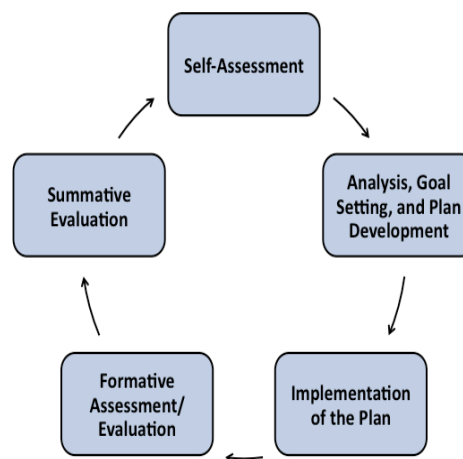 Self-Assessment
Analysis, Goal
Setting, and Plan
Development
Implementation
of the Plan
Formative
Assessment/
Evaluation
Summative
Evaluation